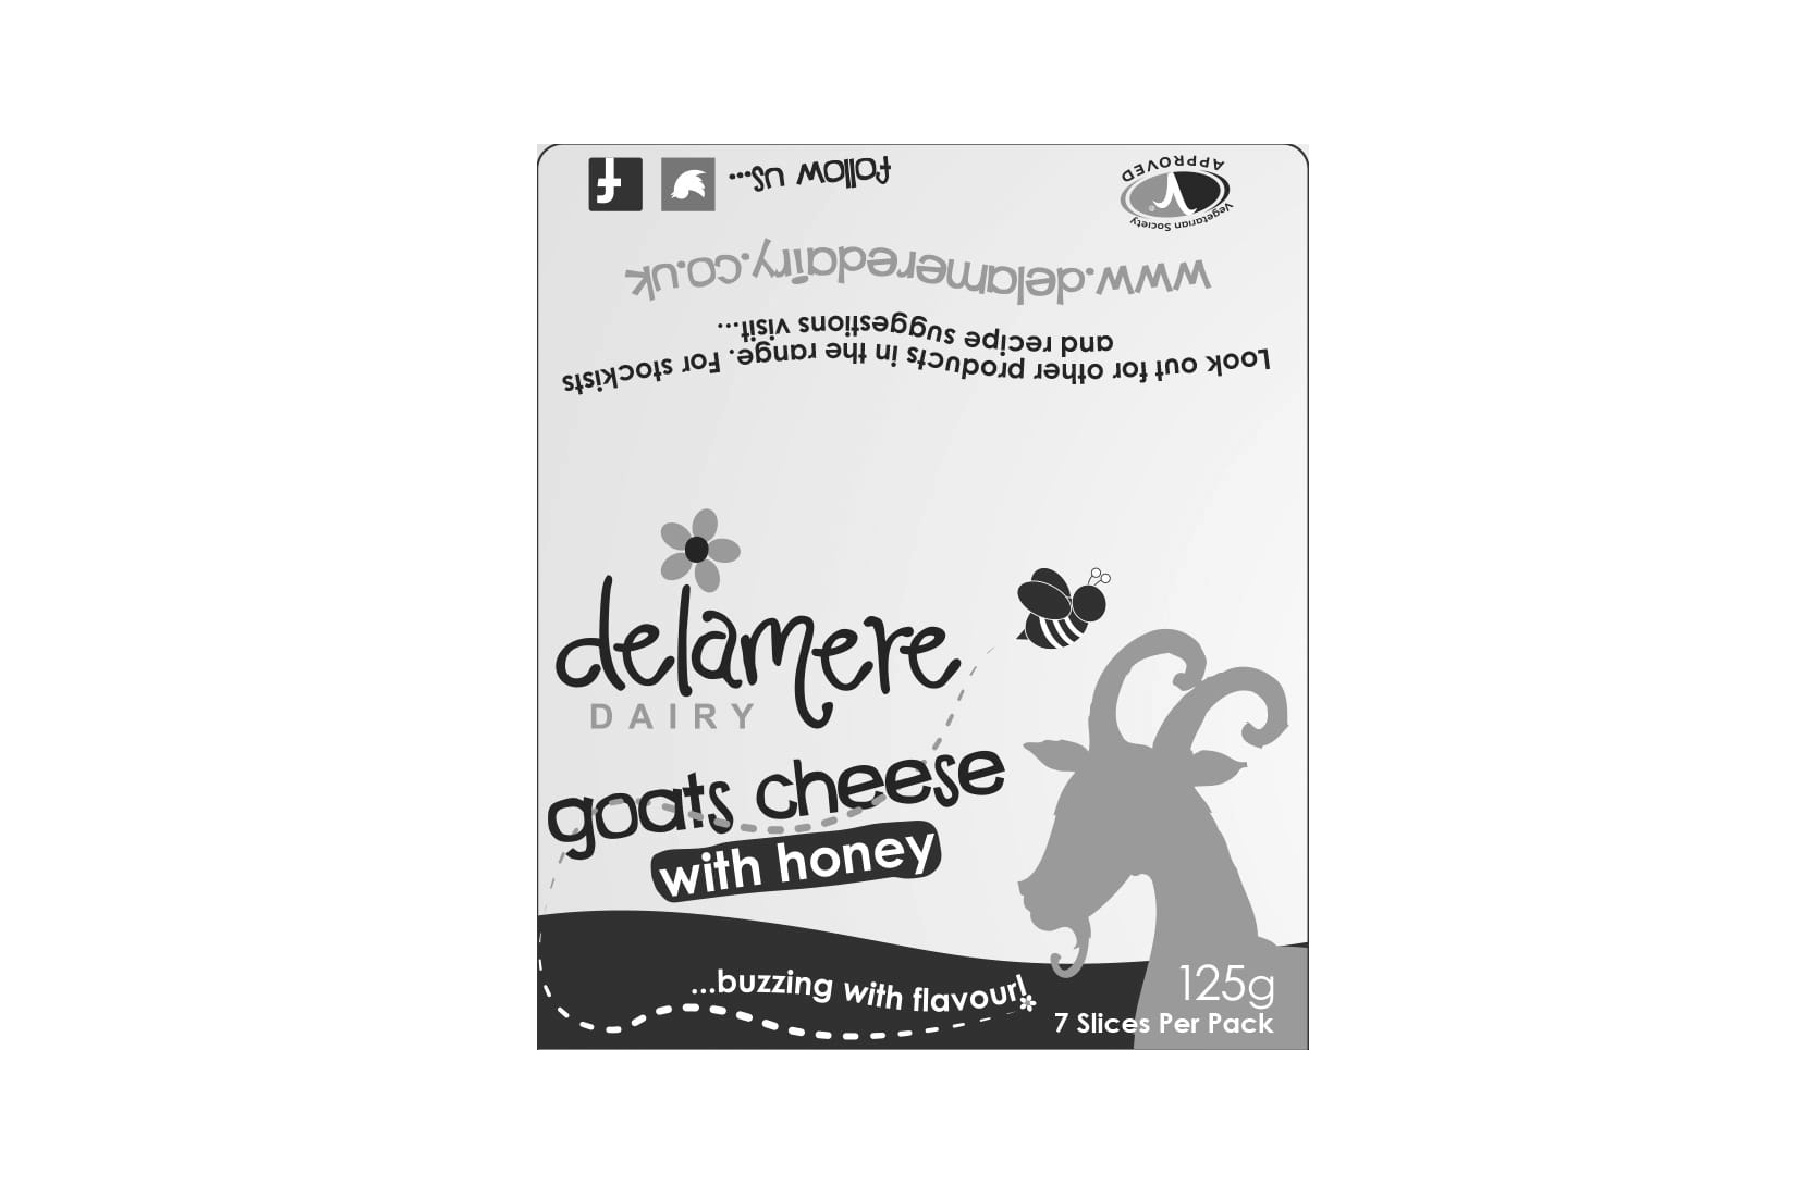 Look out for other products in the range. For stockists
and recipe suggestions visit...
www.delameredairy.co.uk
follow us...
f
Vegetarian Society
V
APPROVED
delamere
DAIRY
goats cheese
with honey
...buzzing with flavour!
125g
7 Slices Per Pack